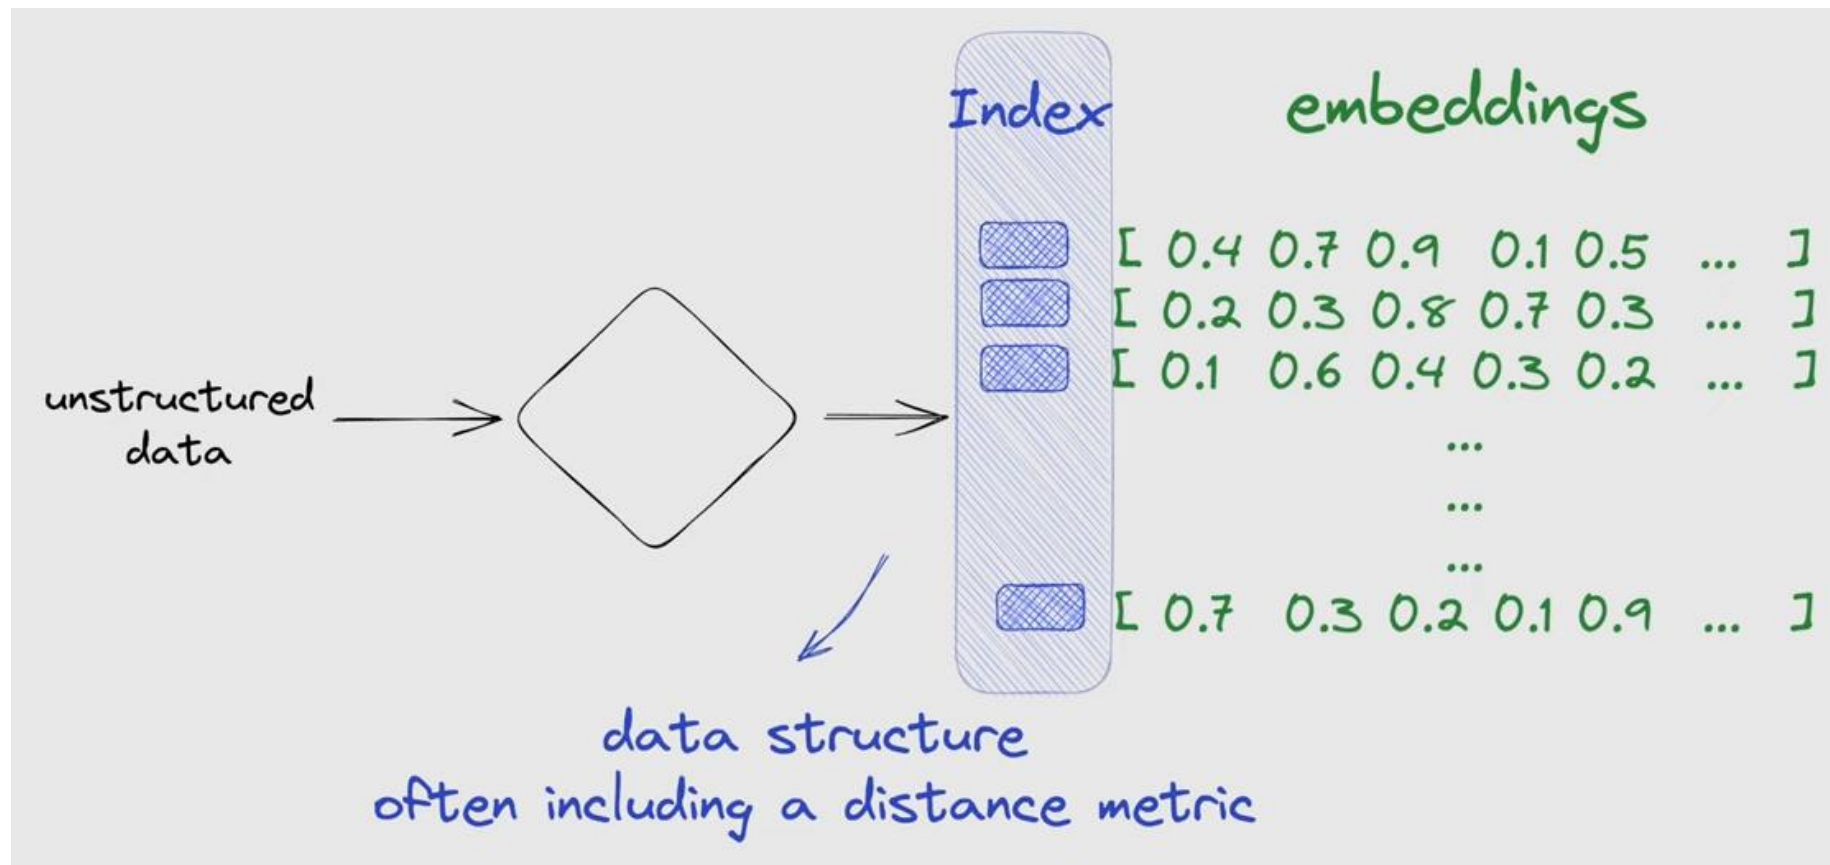 Index
embeddings
[ 0.4 0.7 0.9 0.1 0.5 ... ]
[ 0.2 0.3 0.8 0.7 0.3 ... ]
[ 0.1 0.6 0.4 0.3 0.2 ... ]
unstructured
data
...
...
...
[ 0.7 0.3 0.2 0.1 0.9 ... ]
data structure
often including a distance metric